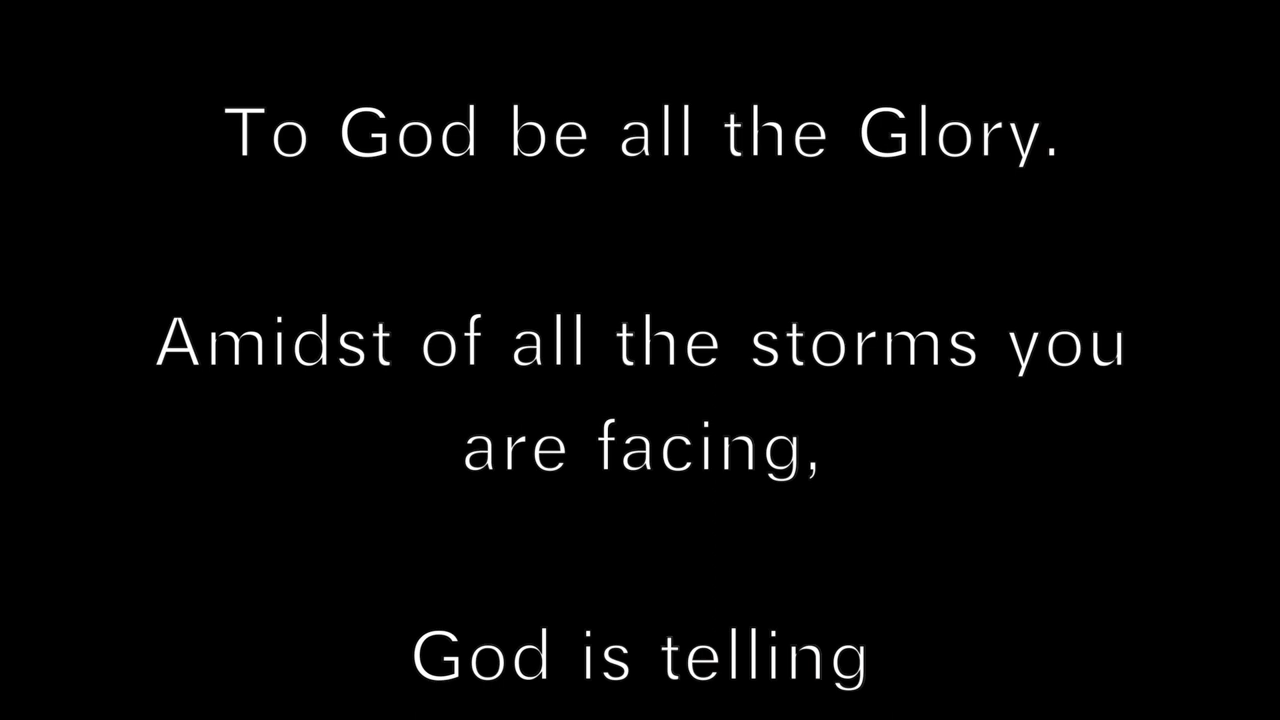 To God be all the Glory.
Amidst of all the storms you
are facing,
God is telling